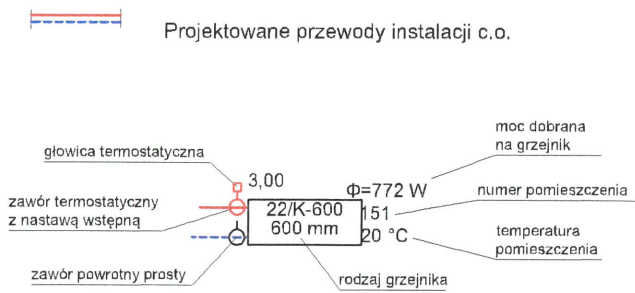 Projektowane przewody instalacji c.o.
moc dobrana
na grzejnik
głowica termostatyczna
3,00
Φ=772 W
numer pomieszczenia
zawór termostatyczny
z nastawą wstępną
22/K-600
600 mm
151
20 °C
temperatura
pomieszczenia
zawór powrotny prosty
rodzaj grzejnika